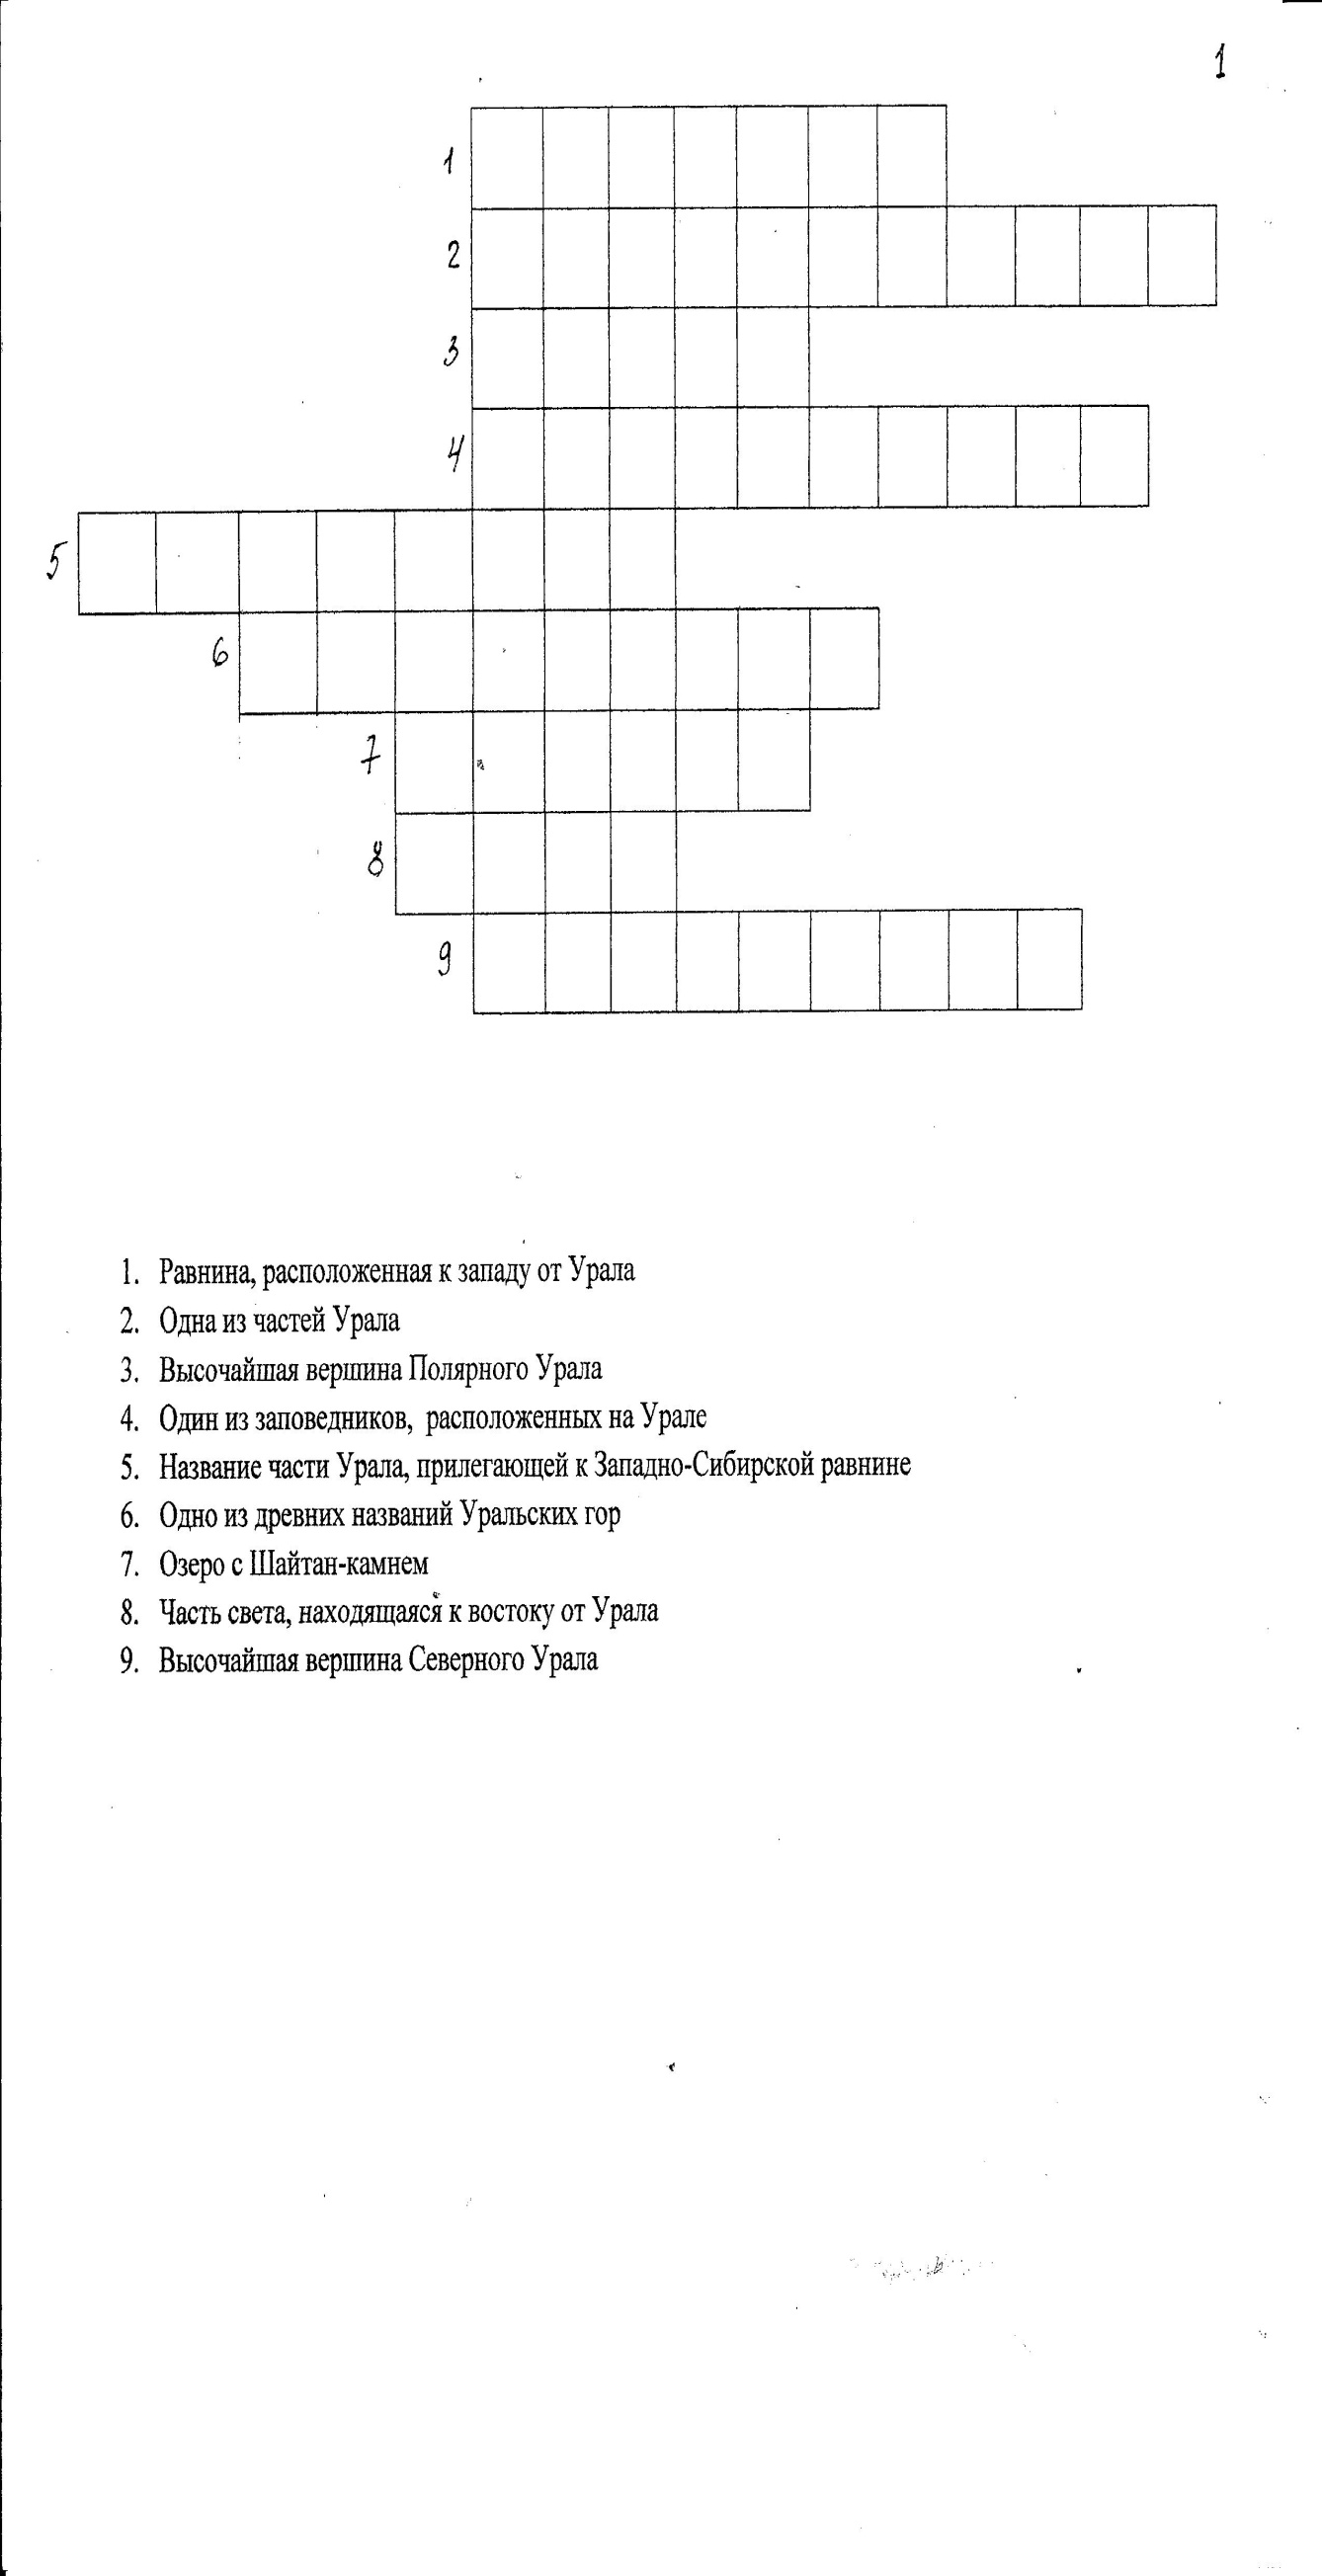 1
1
2
3
4
5
6
7
8
9
1. Равнина, расположенная к западу от Урала
2. Одна из частей Урала
3. Высочайшая вершина Полярного Урала
4. Один из заповедников, расположенных на Урале
5. Название части Урала, прилегающей к Западно-Сибирской равнине
6. Одно из древних названий Уральских гор
7. Озеро с Шайтан-камнем
8. Часть света, находящаяся к востоку от Урала
9. Высочайшая вершина Северного Урала